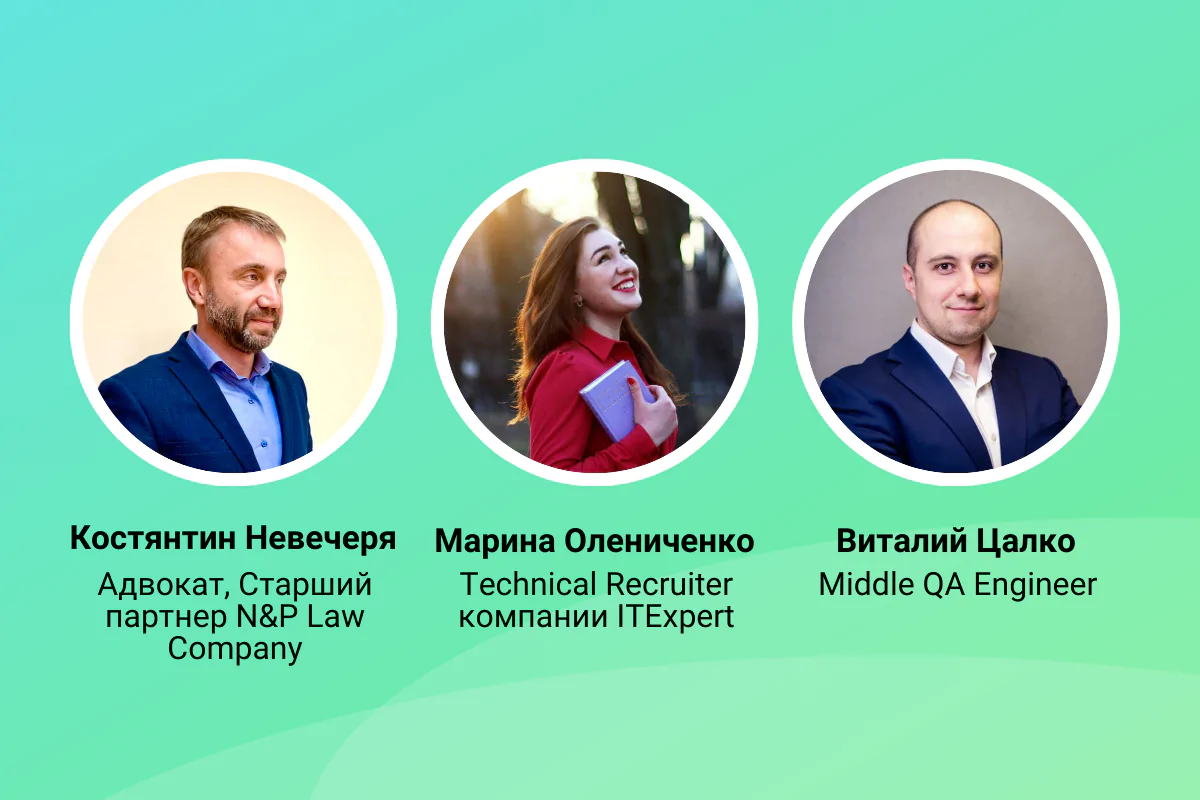 Костянтин Невечеря
Адвокат, Старший
партнер N&P Law
Company
Марина Олениченко
Technical Recruiter
компании ITExpert
Виталий Цалко
Middle QA Engineer